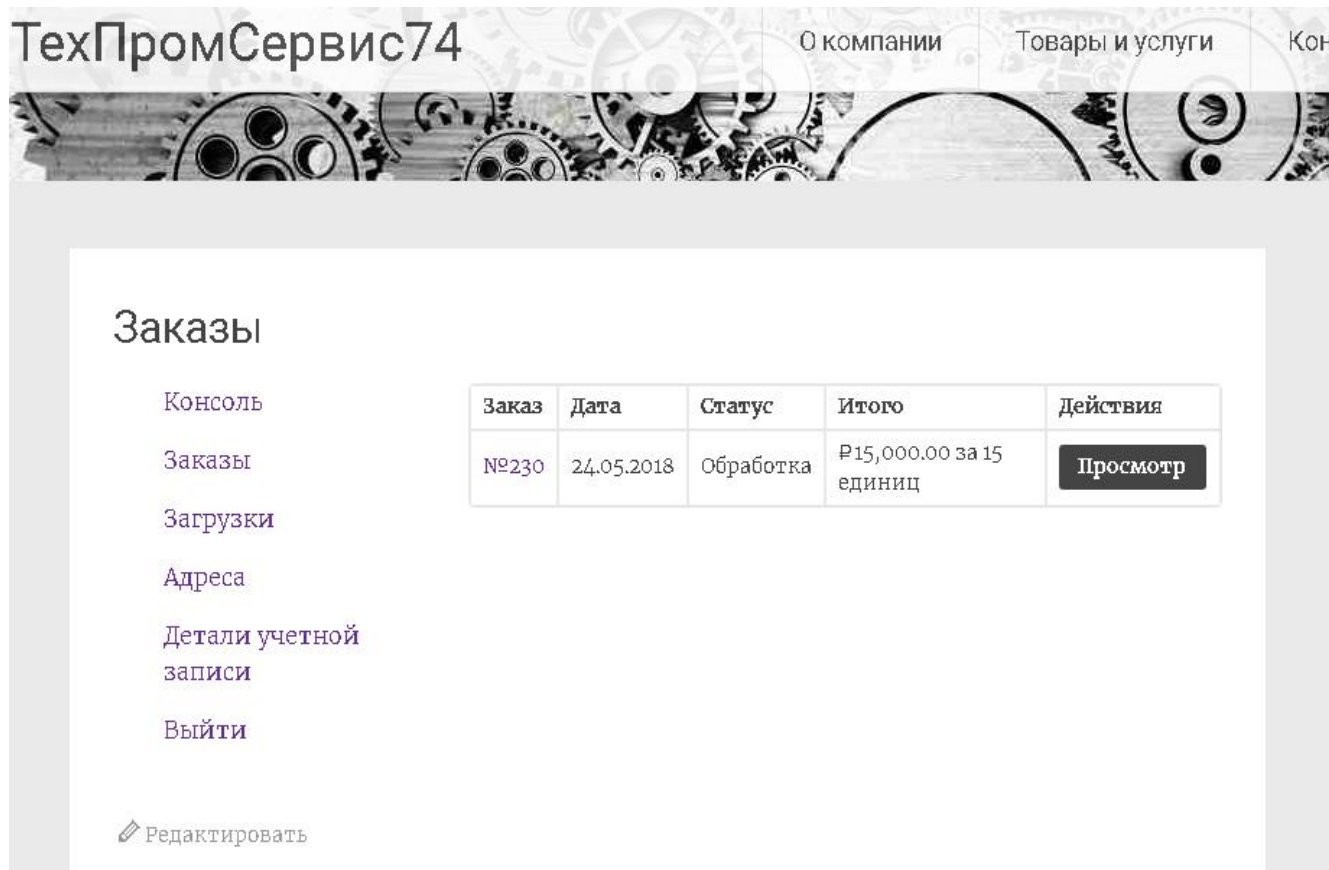 ТехПромСервис74
О компании
Товары и услуги
Заказы
Консоль
Заказы
Загрузки
Адреса
Детали учетной
записи
Выйти
Заказ Дата Статус Итого Действия
№230 24.05.2018 Обработка ₽15,000.00 за 15
единиц
Просмотр
Редактировать